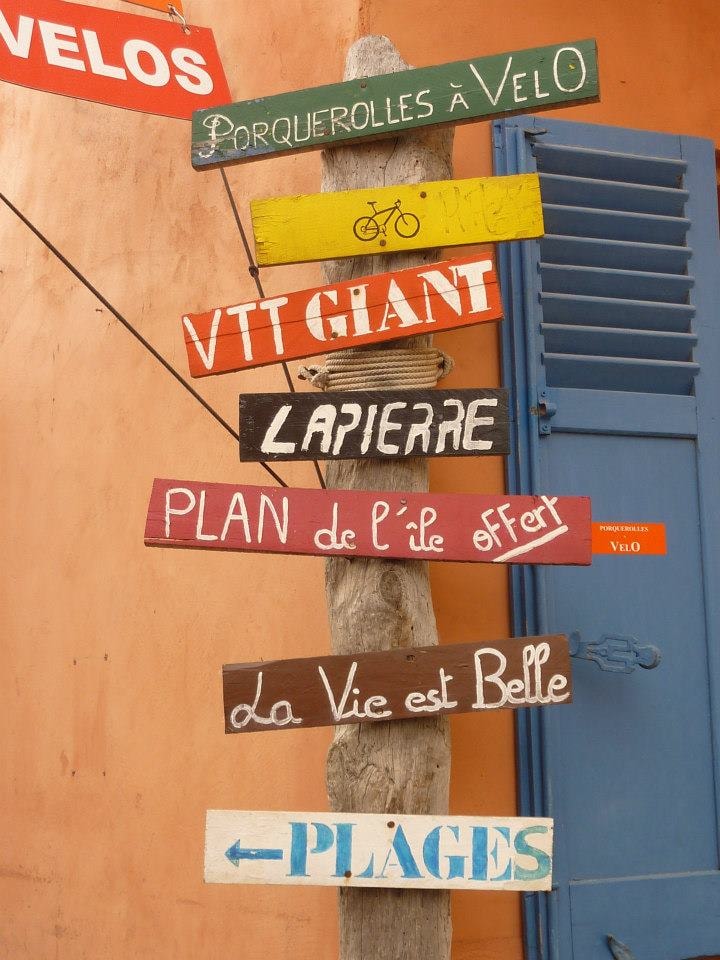 VELOS
PORQUEROLLES À VELO
VTT GIANT
LAPIERRE
PLAN de l'île offert
PORQUEROLLES
VELO
La Vie est Belle
← PLAGES